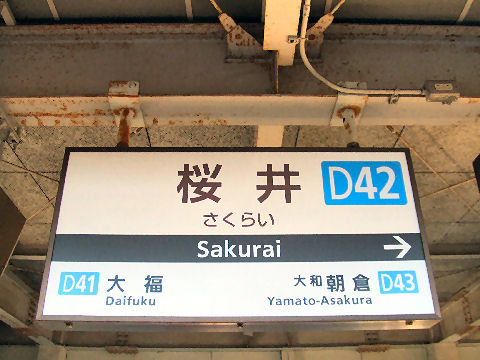 桜井 D42
さくらい
Sakurai →
D41 大福 大和朝倉 D43
Daifuku Yamato-Asakura